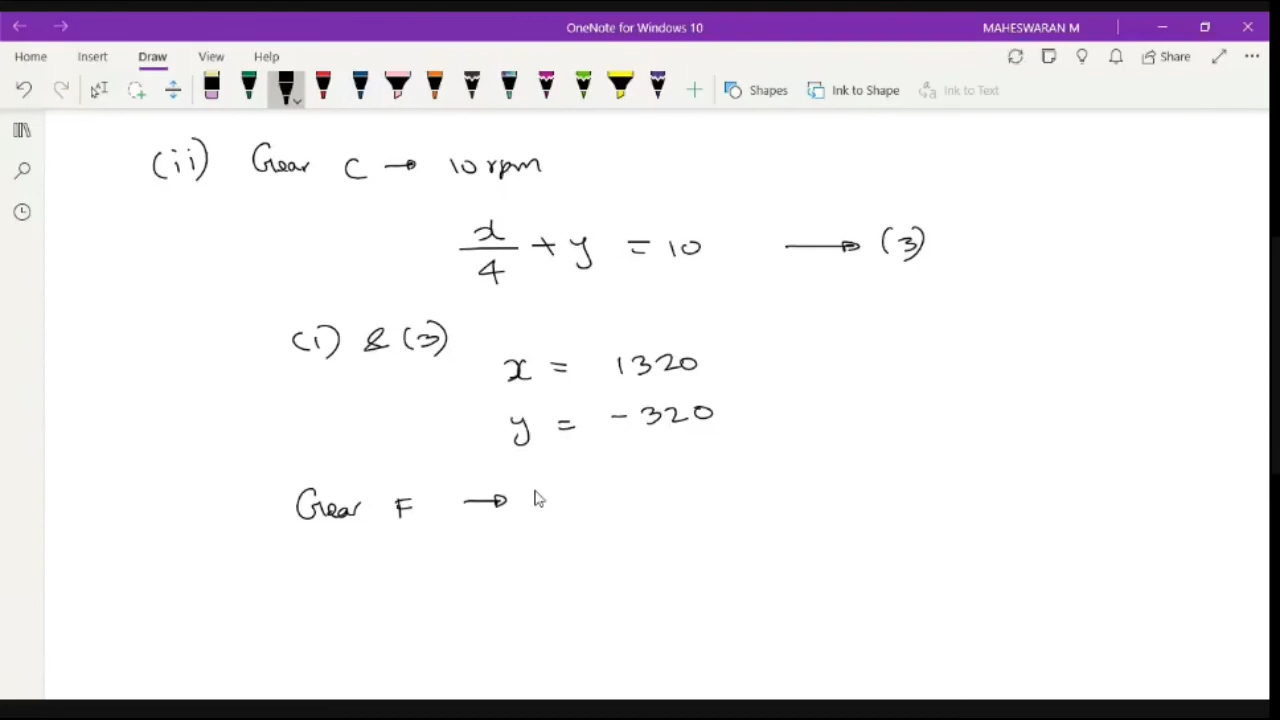 OneNote for Windows 10
MAHESWARAN M
Home Insert Draw View Help
Share
Shapes Ink to Shape Ink to Text
(ii) Gear C → 10 rpm
x/4 + y = 10 → (3)
(1) & (3)
x = 1320
y = -320
Gear F →